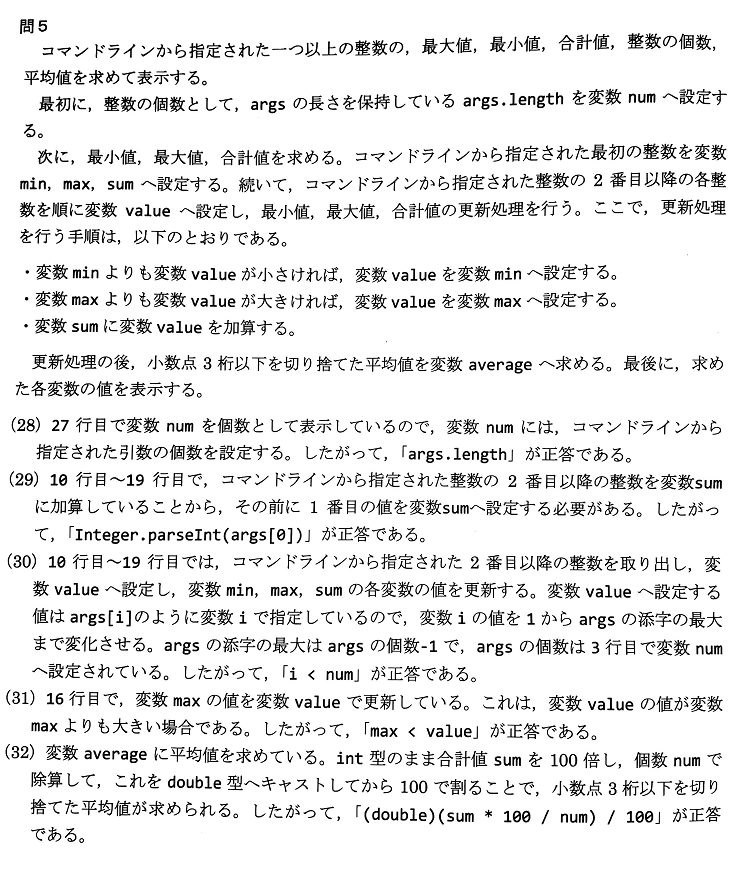 問5
コマンドラインから指定された一つ以上の整数の，最大値，最小値，合計値，整数の個数，
平均値を求めて表示する。
最初に，整数の個数として，args の長さを保持している args.length を変数 num へ設定す
る。
次に，最小値，最大値，合計値を求める。コマンドラインから指定された最初の整数を変数
min，max，sum へ設定する。続いて，コマンドラインから指定された整数の 2 番目以降の各整
数を順に変数 value へ設定し，最小値，最大値，合計値の更新処理を行う。ここで，更新処理
を行う手順は，以下のとおりである。
・変数 min よりも変数 value が小さければ，変数 value を変数 min へ設定する。
・変数 max よりも変数 value が大きければ，変数 value を変数 max へ設定する。
・変数 sum に変数 value を加算する。
更新処理の後，小数点 3 桁以下を切り捨てた平均値を変数 average へ求める。最後に，求め
た各変数の値を表示する。
(28) 27 行目で変数 num を個数として表示しているので，変数 num には，コマンドラインから
指定された引数の個数を設定する。したがって，「args.length」が正答である。
(29) 10 行目～19 行目で，コマンドラインから指定された整数の 2 番目以降の整数を変数sum
に加算していることから，その前に 1 番目の値を変数sumへ設定する必要がある。したがっ
て，「Integer.parseInt(args[0])」が正答である。
(30) 10 行目～19 行目では，コマンドラインから指定された 2 番目以降の整数を取り出し，変
数 value へ設定し，変数 min，max，sum の各変数の値を更新する。変数 value へ設定する
値は args[i]のように変数 i で指定しているので，変数 i の値を 1 から args の添字の最大
まで変化させる。args の添字の最大は args の個数-1 で，args の個数は 3 行目で変数 num
へ設定されている。したがって，「i < num」が正答である。
(31) 16 行目で，変数 max の値を変数 value で更新している。これは，変数 value の値が変数
max よりも大きい場合である。したがって，「max < value」が正答である。
(32) 変数 average に平均値を求めている。int 型のまま合計値 sum を 100 倍し，個数 num で
除算して，これを double 型へキャストしてから 100 で割ることで，小数点 3 桁以下を切り
捨てた平均値が求められる。したがって，「(double)(sum * 100 / num) / 100」が正答
である。